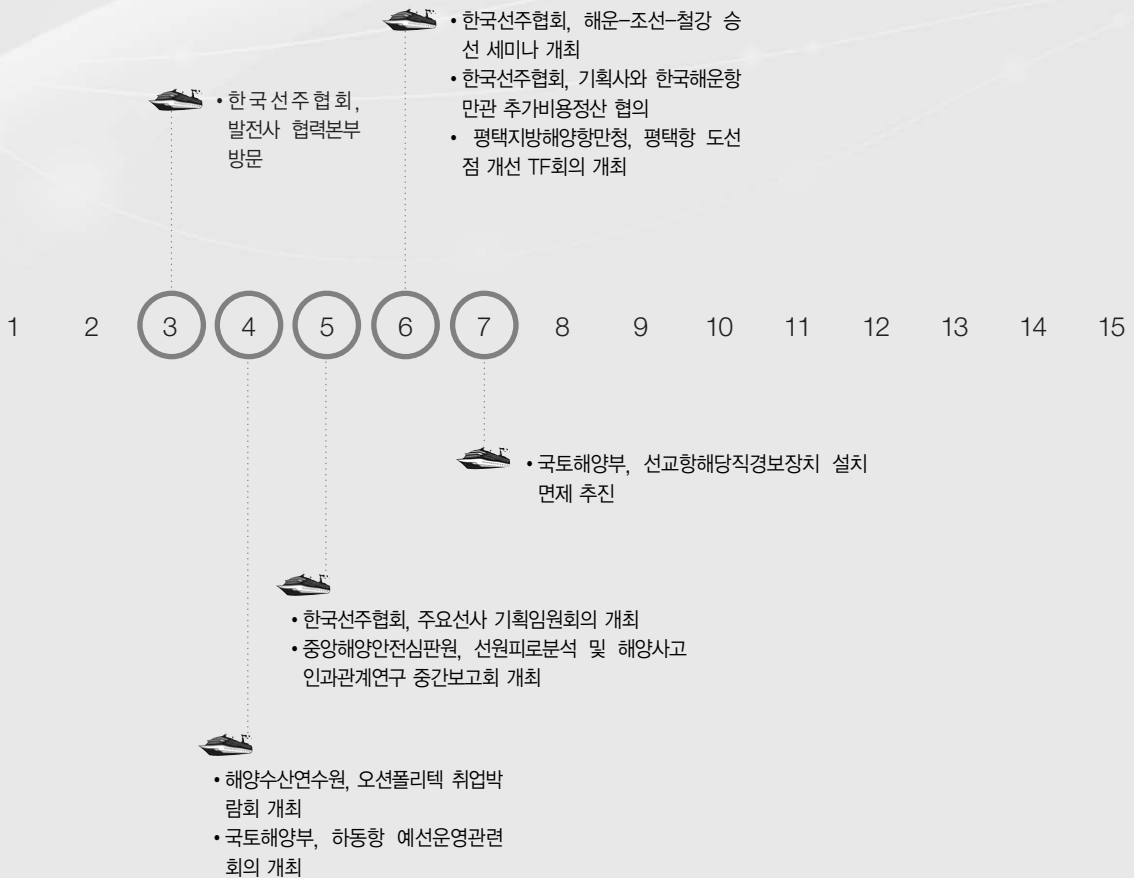 • 한국선주협회, 해운-조선-철강 승
선 세미나 개최
• 한국선주협회, 기획사와 한국해운항
만관 추가비용정산 협의
• 평택지방해양항만청, 평택항 도선
점 개선 TF회의 개최
• 한국선주협회,
발전사 협력본부
방문
1 2 3 4 5 6 7 8 9 10 11 12 13 14 15
• 국토해양부, 선교항해당직경보장치 설치
면제 추진
• 한국선주협회, 주요선사 기획임원회의 개최
• 중앙해양안전심판원, 선원피로분석 및 해양사고
인과관계연구 중간보고회 개최
• 해양수산연수원, 오션폴리텍 취업박
람회 개최
• 국토해양부, 하동항 예선운영관련
회의 개최